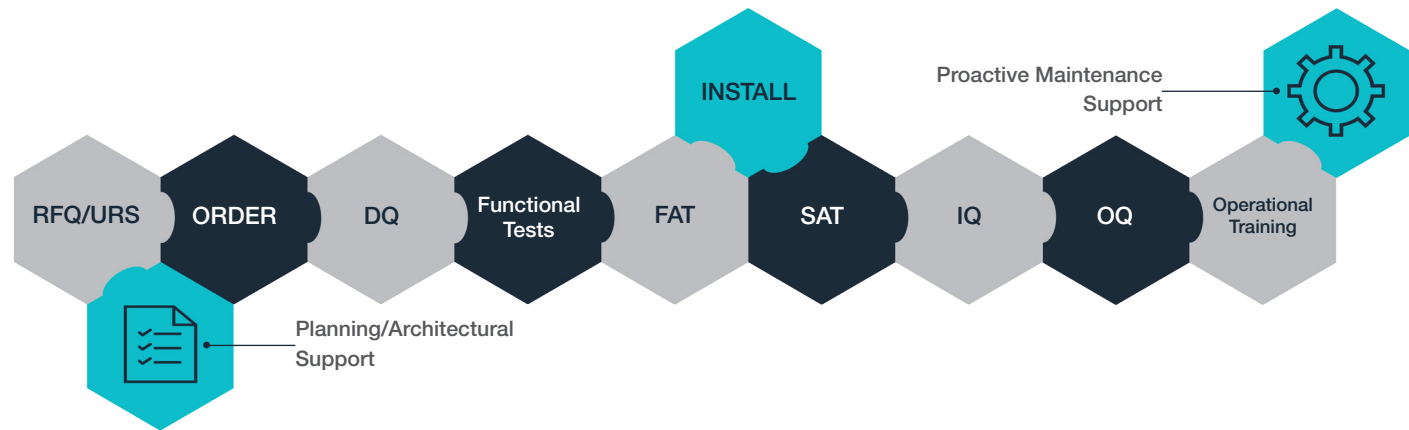 INSTALL
Proactive Maintenance
Support
RFQ/URS
ORDER
DQ
Functional
Tests
FAT
SAT
IQ
OQ
Operational
Training
Planning/Architectural
Support